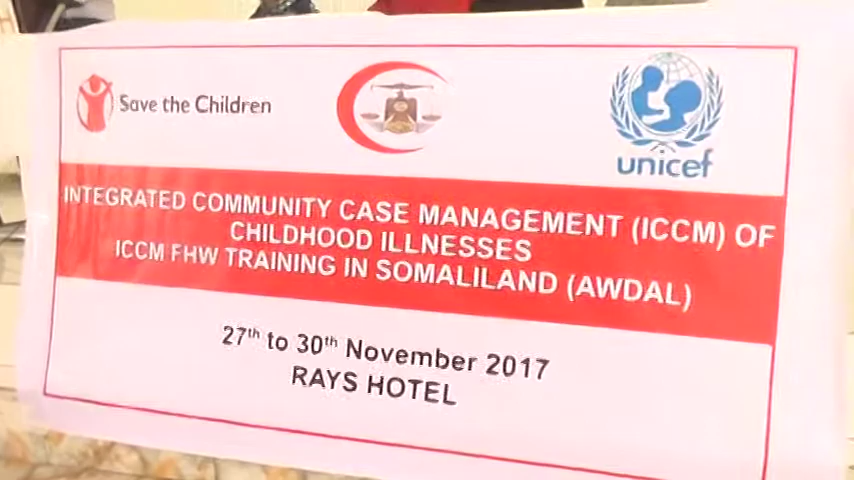 Save the Children
unicef
INTEGRATED COMMUNITY CASE MANAGEMENT (ICCM) OF
CHILDHOOD ILLNESSES
ICCM FHW TRAINING IN SOMALILAND (AWDAL)
27th to 30th November 2017
RAYS HOTEL